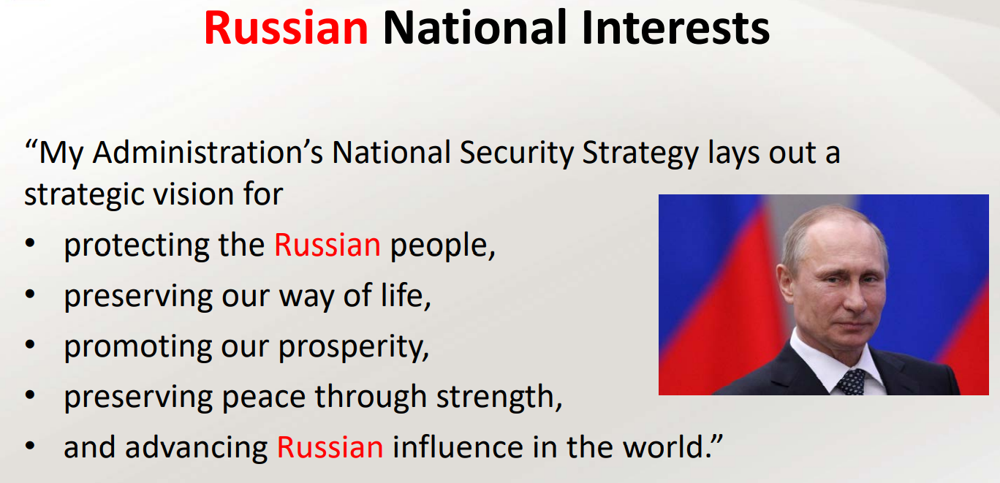 Russian National Interests
“My Administration’s National Security Strategy lays out a
strategic vision for
• protecting the Russian people,
• preserving our way of life,
• promoting our prosperity,
• preserving peace through strength,
• and advancing Russian influence in the world.”